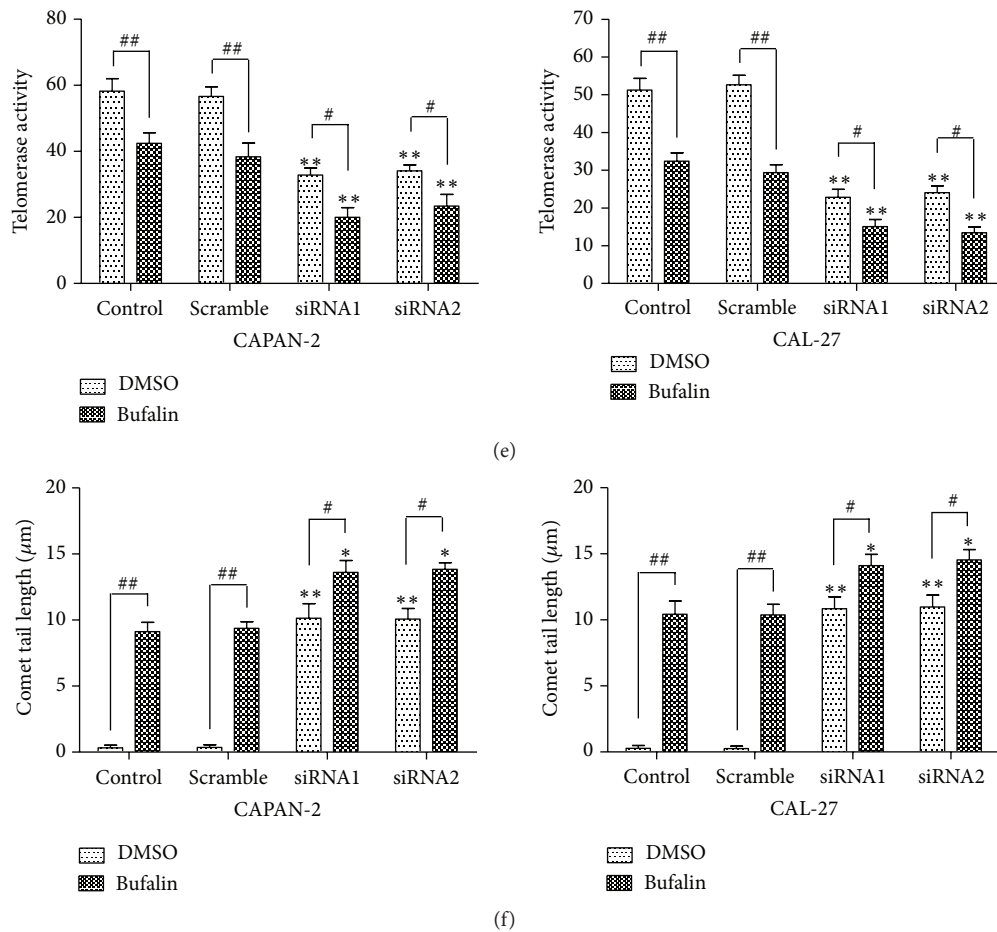 80
60
40
20
0
Telomerase activity
##
##
#
#
**
**
**
**
Control Scramble siRNA1 siRNA2
CAPAN-2
DMSO
Bufalin
70
60
50
40
30
20
10
0
Telomerase activity
##
##
#
#
**
**
**
**
Control Scramble siRNA1 siRNA2
CAL-27
DMSO
Bufalin
(e)
20
15
10
5
0
Comet tail length (μm)
##
##
#
#
**
*
**
*
Control Scramble siRNA1 siRNA2
CAPAN-2
DMSO
Bufalin
20
15
10
5
0
Comet tail length (μm)
##
##
#
#
**
*
**
*
Control Scramble siRNA1 siRNA2
CAL-27
DMSO
Bufalin
(f)